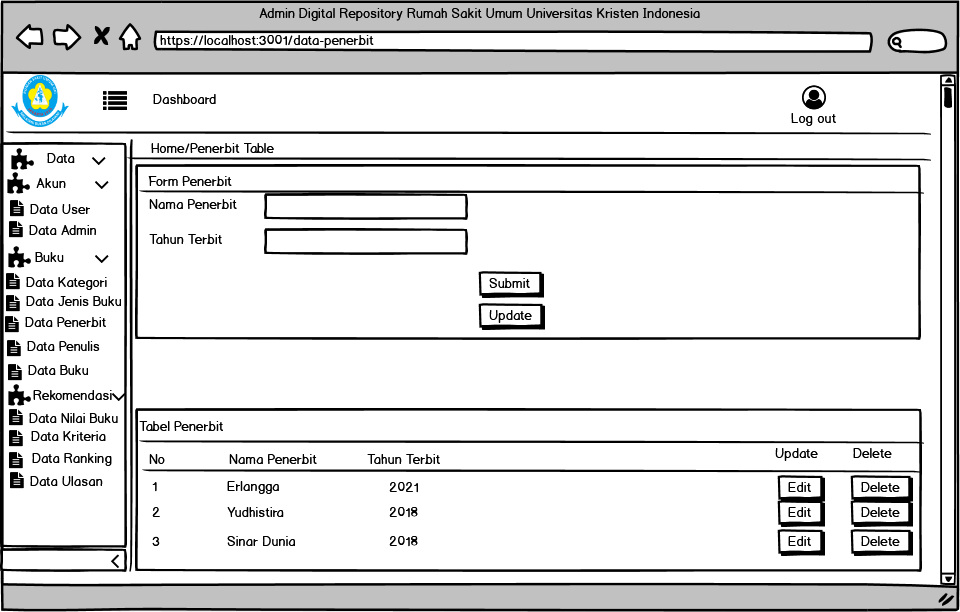 Admin Digital Repository Rumah Sakit Umum Universitas Kristen Indonesia
https://localhost:3001/data-penerbit
Dashboard
Log out
Data
Akun
Data User
Data Admin
Buku
Data Kategori
Data Jenis Buku
Data Penerbit
Data Penulis
Data Buku
Rekomendasi
Data Nilai Buku
Data Kriteria
Data Ranking
Data Ulasan
Home/Penerbit Table
Form Penerbit
Nama Penerbit
Tahun Terbit
Submit
Update
Tabel Penerbit
No Nama Penerbit Tahun Terbit Update Delete
1 Erlangga 2021 Edit Delete
2 Yudhistira 2018 Edit Delete
3 Sinar Dunia 2018 Edit Delete